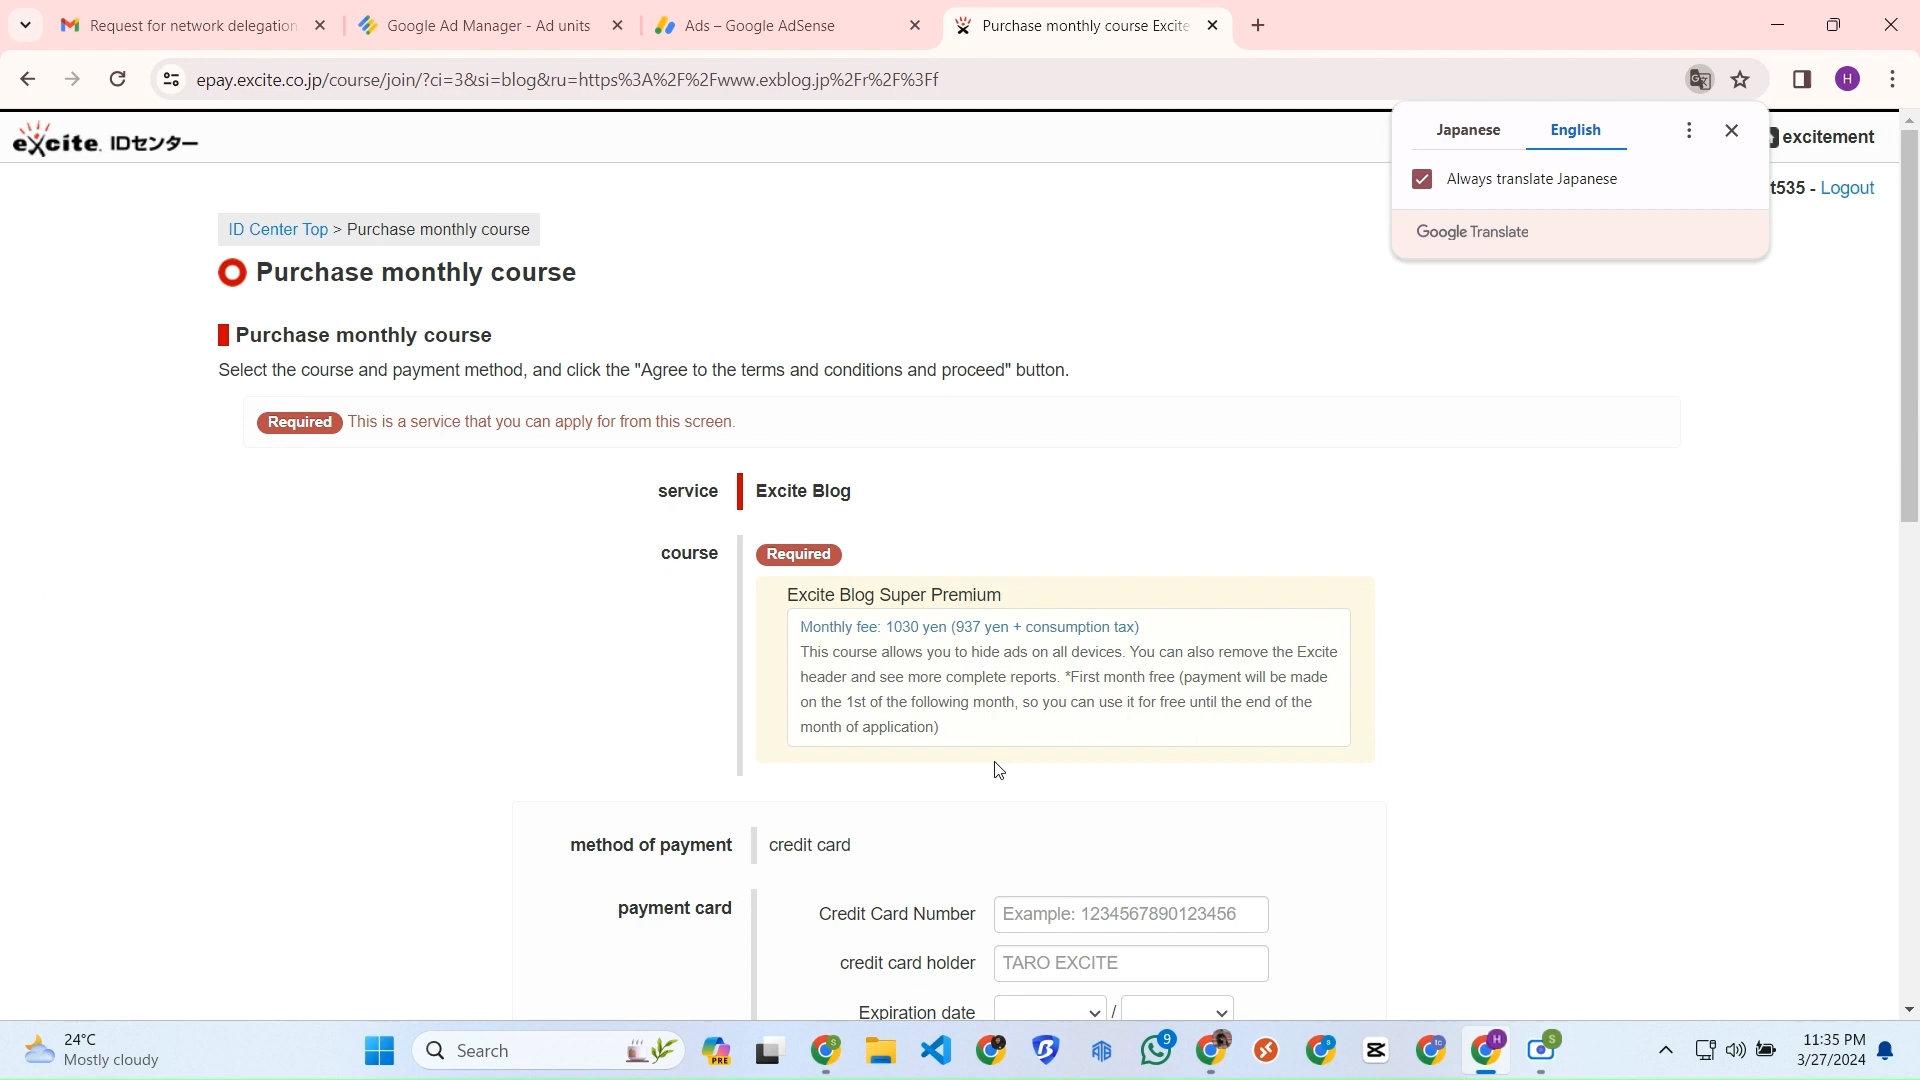 Request for network delegation
Google Ad Manager - Ad units
Ads – Google AdSense
Purchase monthly course Excite
epay.excite.co.jp/course/join/?ci=3&si=blog&ru=https%3A%2F%2Fwww.exblog.jp%2Fr%2F%3Ff
H
excite. IDセンター
Japanese
English
excitement
Always translate Japanese
t535 - Logout
Google Translate
ID Center Top > Purchase monthly course
Purchase monthly course
Purchase monthly course
Select the course and payment method, and click the "Agree to the terms and conditions and proceed" button.
Required This is a service that you can apply for from this screen.
service
Excite Blog
course
Required
Excite Blog Super Premium
Monthly fee: 1030 yen (937 yen + consumption tax)
This course allows you to hide ads on all devices. You can also remove the Excite
header and see more complete reports. *First month free (payment will be made
on the 1st of the following month, so you can use it for free until the end of the
month of application)
method of payment
credit card
payment card
Credit Card Number
Example: 1234567890123456
credit card holder
TARO EXCITE
Expiration date
/
24°C
Mostly cloudy
Search
PRE
9
H
S
11:35 PM
3/27/2024